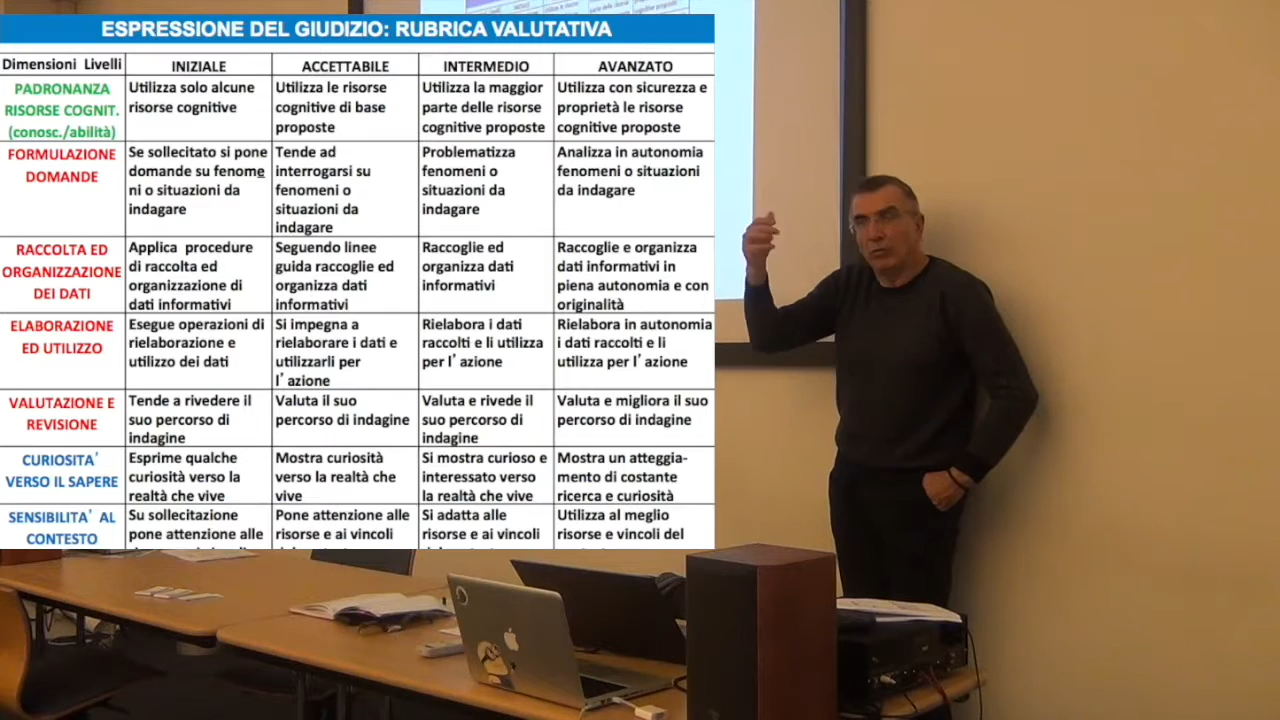 ESPRESSIONE DEL GIUDIZIO: RUBRICA VALUTATIVA
Dimensioni Livelli
INIZIALE
ACCETTABILE
INTERMEDIO
AVANZATO
PADRONANZA
RISORSE COGNIT.
(conosc./abilità)
Utilizza solo alcune
risorse cognitive
Utilizza le risorse
cognitive di base
proposte
Utilizza la maggior
parte delle risorse
cognitive proposte
Utilizza con sicurezza e
proprietà le risorse
cognitive proposte
FORMULAZIONE
DOMANDE
Se sollecitato si pone
domande su fenome
ni o situazioni da
indagare
Tende ad
interrogarsi su
fenomeni o
situazioni da
indagare
Problematizza
fenomeni o
situazioni da
indagare
Analizza in autonomia
fenomeni o situazioni
da indagare
RACCOLTA ED
ORGANIZZAZIONE
DEI DATI
Applica procedure
di raccolta ed
organizzazione di
dati informativi
Seguendo linee
guida raccoglie ed
organizza dati
informativi
Raccoglie ed
organizza dati
informativi
Raccoglie e organizza
dati informativi in
piena autonomia e con
originalità
ELABORAZIONE
ED UTILIZZO
Esegue operazioni di
rielaborazione e
utilizzo dei dati
Si impegna a
rielaborare i dati e
utilizzarli per
l’ azione
Rielabora i dati
raccolti e li utilizza
per l’ azione
Rielabora in autonomia
i dati raccolti e li
utilizza per l’ azione
VALUTAZIONE E
REVISIONE
Tende a rivedere il
suo percorso di
indagine
Valuta il suo
percorso di indagine
Valuta e rivede il
suo percorso di
indagine
Valuta e migliora il suo
percorso di indagine
CURIOSITA’
VERSO IL SAPERE
Esprime qualche
curiosità verso la
realtà che vive
Mostra curiosità
verso la realtà che
vive
Si mostra curioso e
interessato verso
la realtà che vive
Mostra un atteggia-
mento di costante
ricerca e curiosità
SENSIBILITA’ AL
CONTESTO
Su sollecitazione
pone attenzione alle
Pone attenzione alle
risorse e ai vincoli
Si adatta alle
risorse e ai vincoli
Utilizza al meglio
risorse e vincoli del